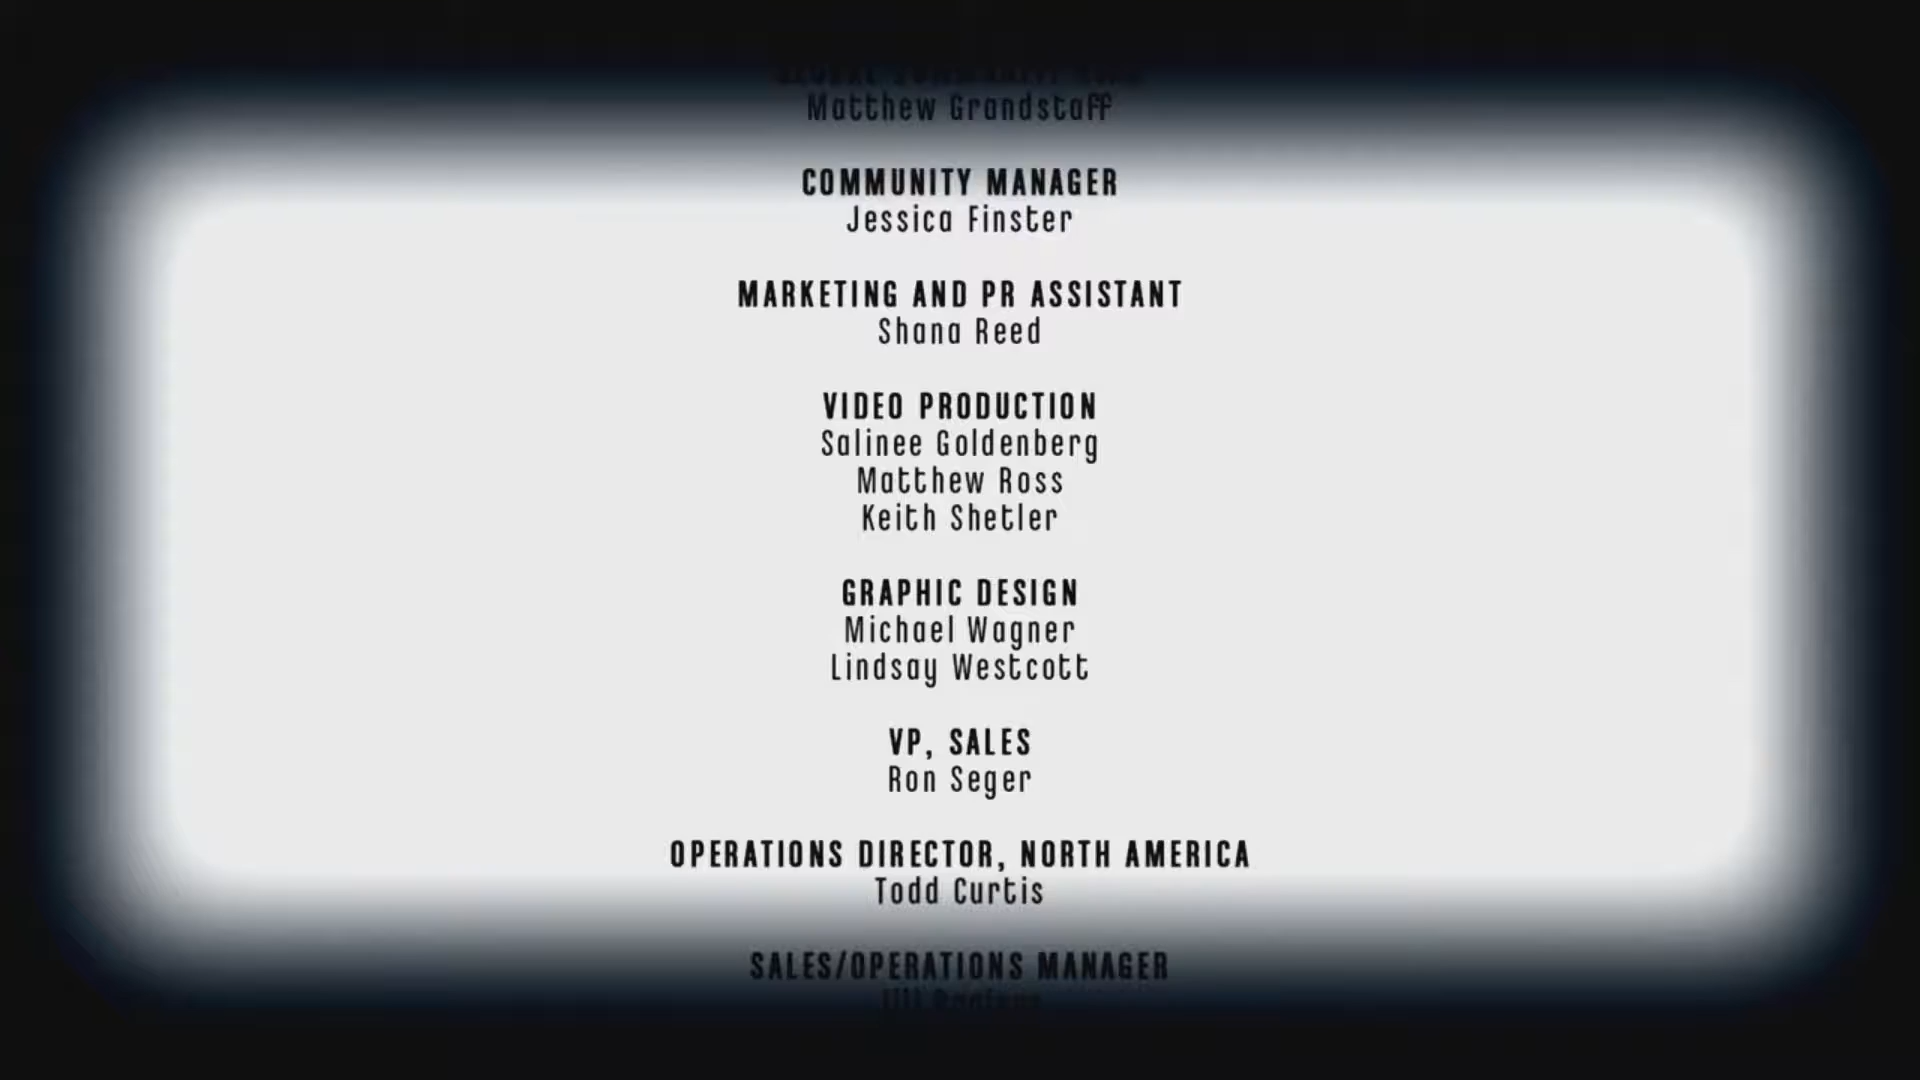 Matthew Grandstaff
COMMUNITY MANAGER
Jessica Finster
MARKETING AND PR ASSISTANT
Shana Reed
VIDEO PRODUCTION
Salinee Goldenberg
Matthew Ross
Keith Shetler
GRAPHIC DESIGN
Michael Wagner
Lindsay Westcott
VP, SALES
Ron Seger
OPERATIONS DIRECTOR, NORTH AMERICA
Todd Curtis
SALES/OPERATIONS MANAGER